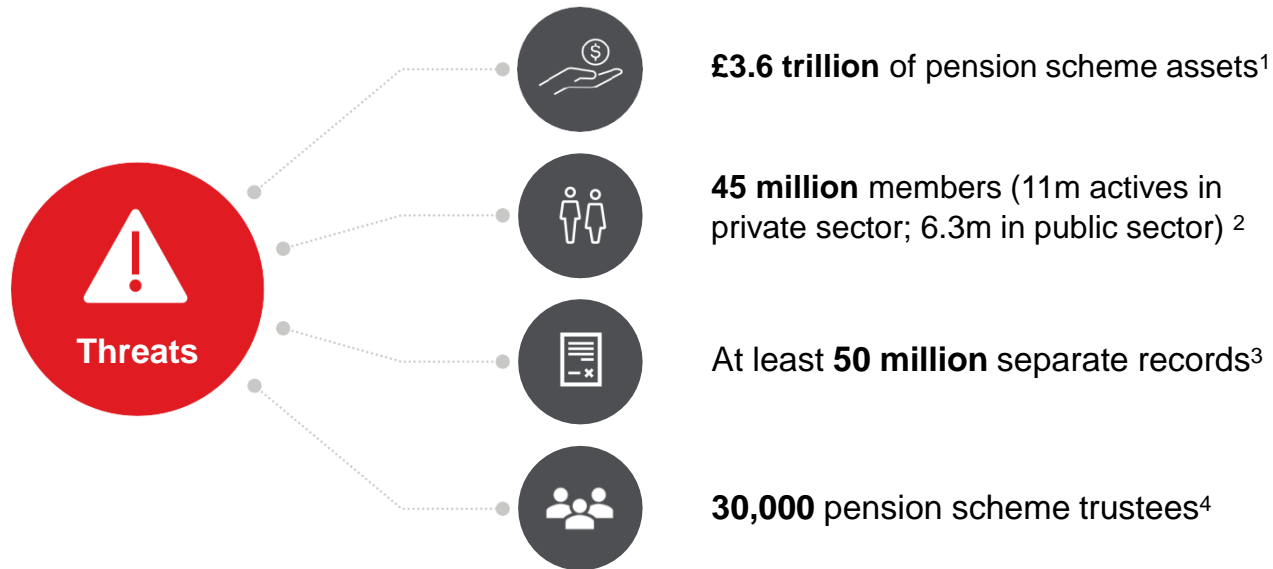 £3.6 trillion of pension scheme assets¹
45 million members (11m actives in
private sector; 6.3m in public sector) ²
Threats
At least 50 million separate records³
30,000 pension scheme trustees⁴